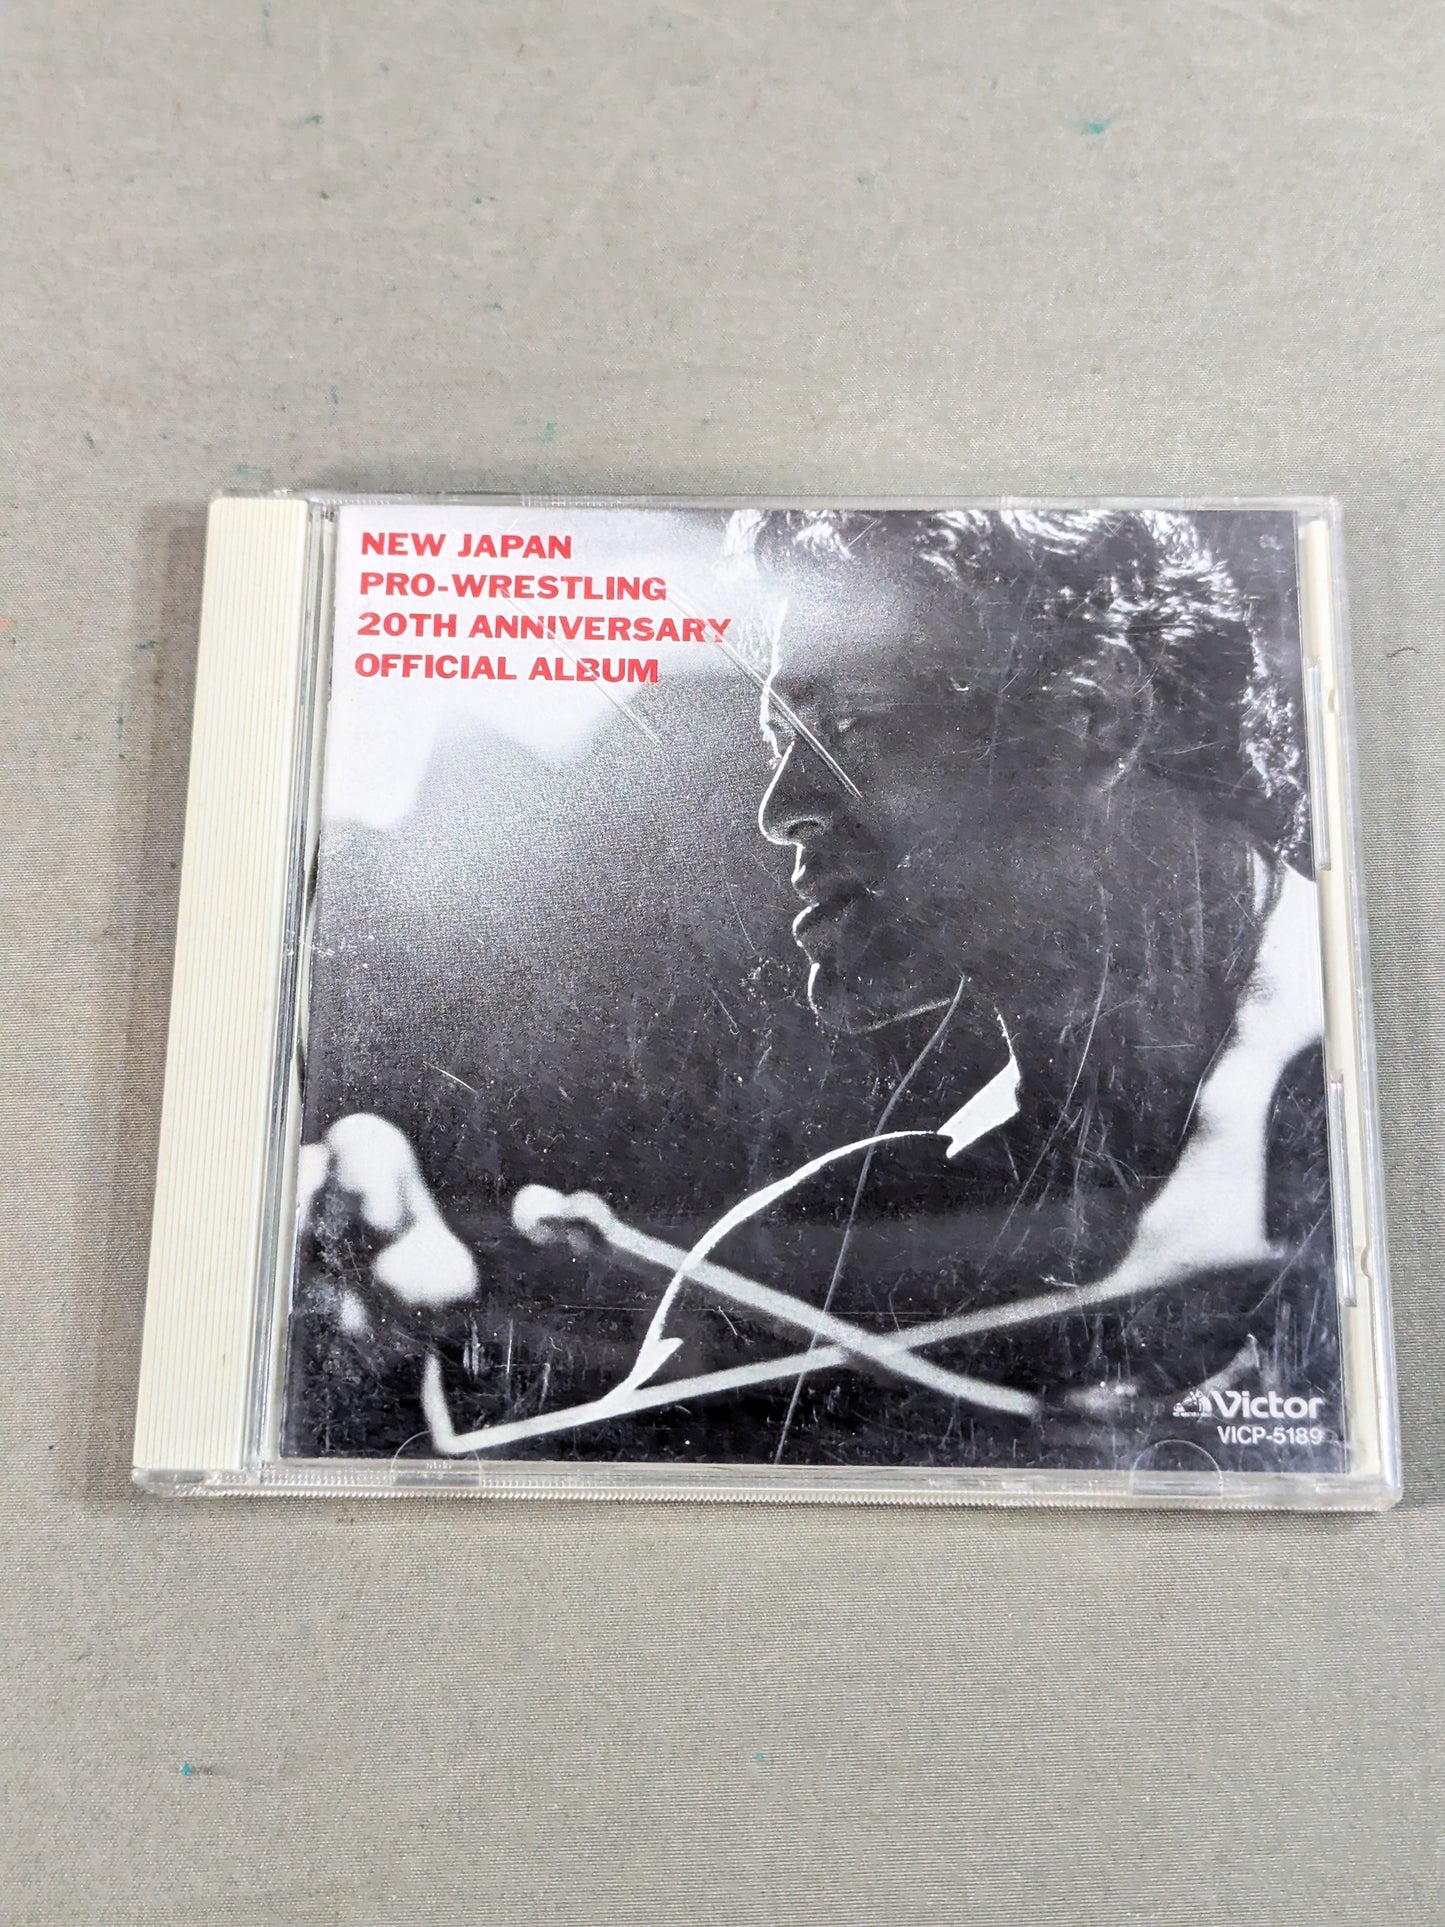 NEW JAPAN
PRO-WRESTLING
20TH ANNIVERSARY
OFFICIAL ALBUM
Victor
VICP-5189